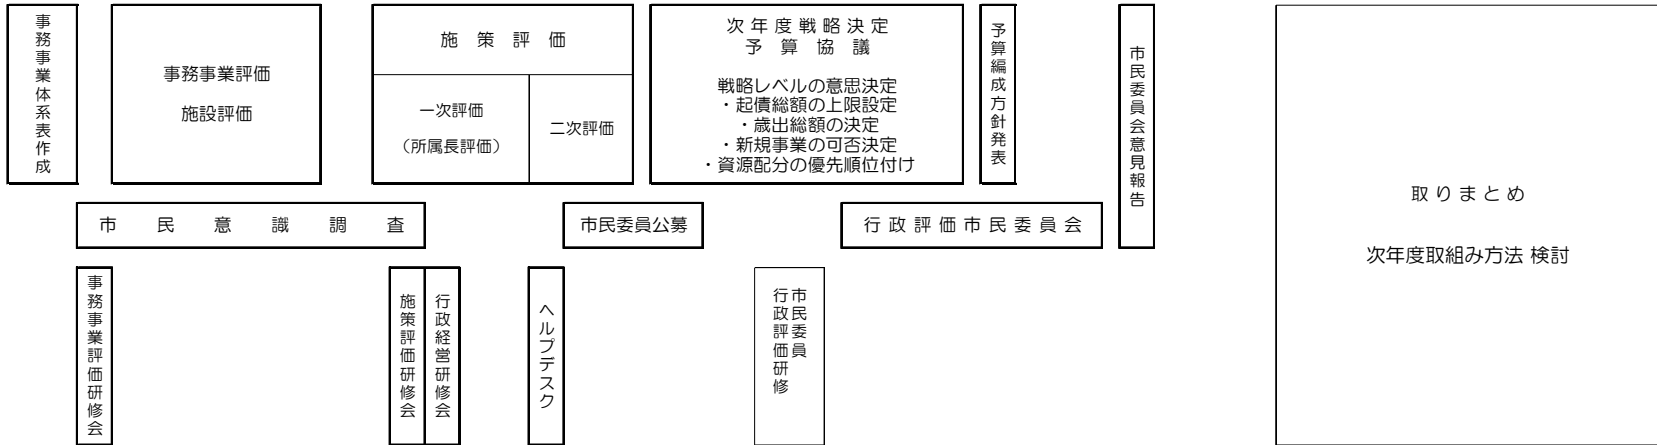 事務事業体系表作成
事務事業評価
施設評価
施策評価
一次評価
（所属長評価）
二次評価
次年度戦略決定
予算協議
戦略レベルの意思決定
・起債総額の上限設定
・歳出総額の決定
・新規事業の可否決定
・資源配分の優先順位付け
予算編成方針発表
市民委員会意見報告
取りまとめ
次年度取組み方法 検討
市民意識調査
市民委員公募
行政評価市民委員会
事務事業評価研修会
施策評価研修会
行政経営研修会
ヘルプデスク
市民委員
行政評価研修